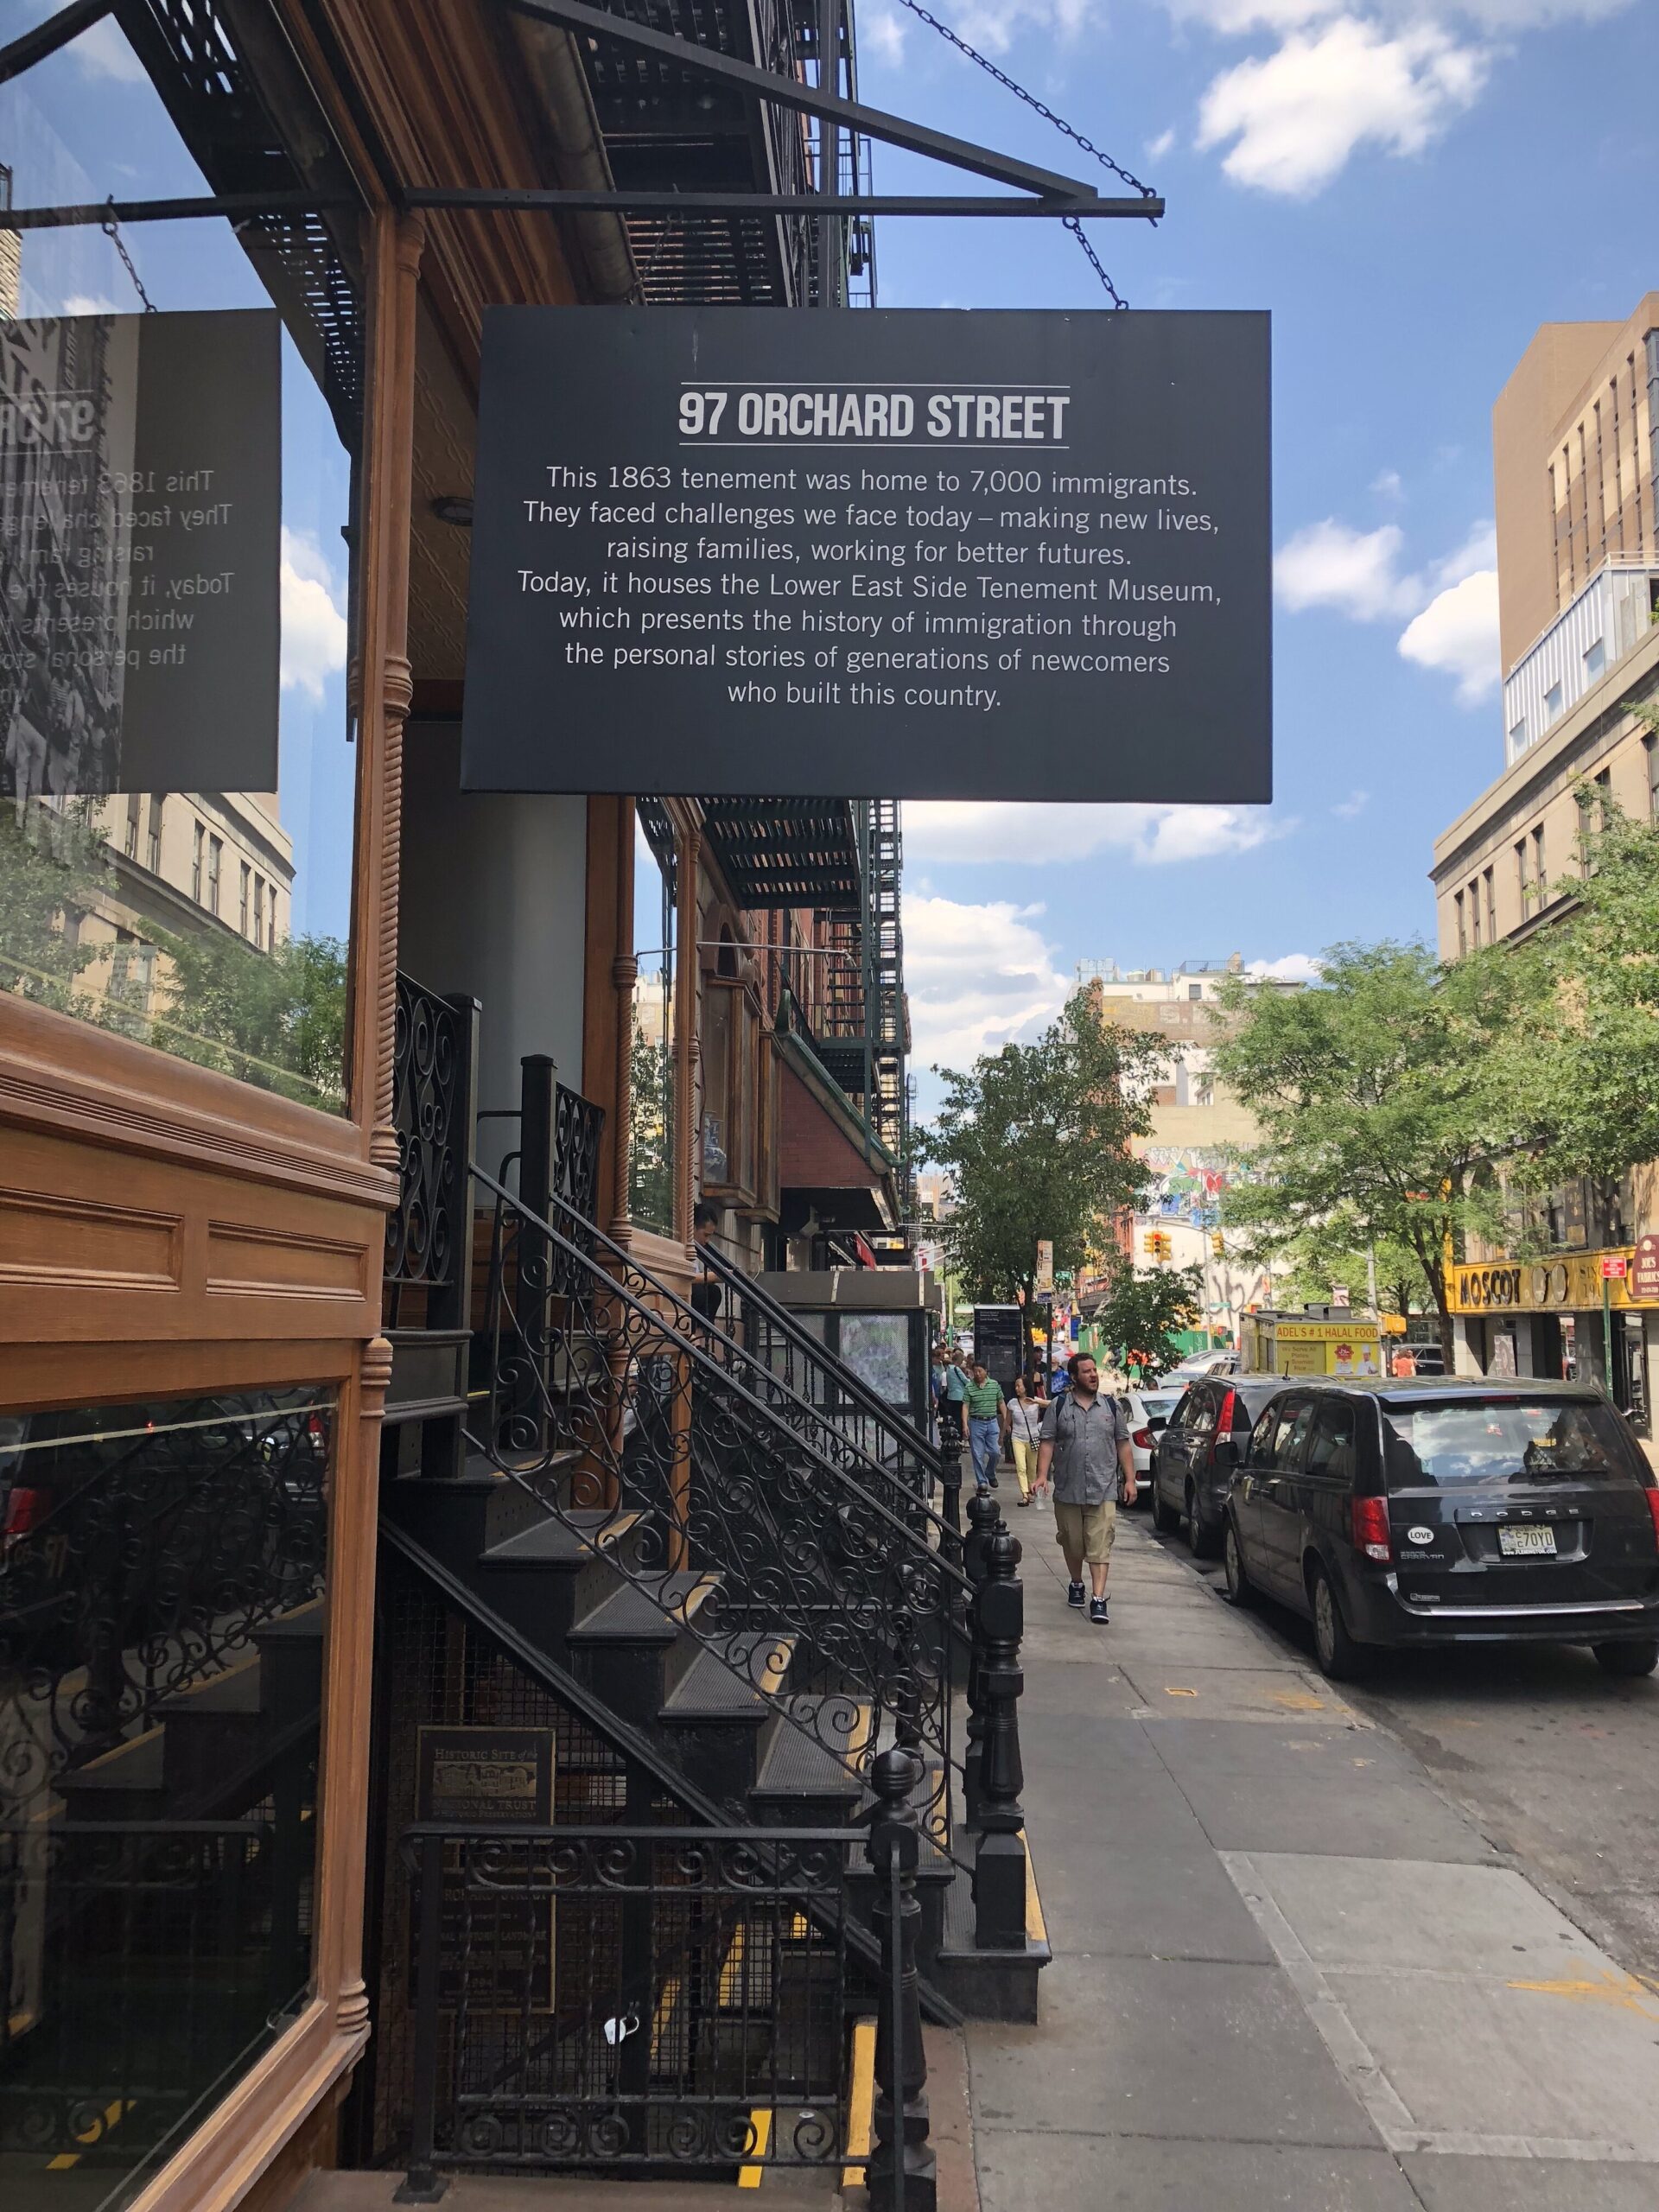 97 ORCHARD STREET
This 1863 tenement was home to 7,000 immigrants.
They faced challenges we face today – making new lives,
raising families, working for better futures.
Today, it houses the Lower East Side Tenement Museum,
which presents the history of immigration through
the personal stories of generations of newcomers
who built this country.
MOSCOT
ADEL'S # 1 HALAL FOOD
DODGE
LOVE
HISTORIC SITE of the
NATIONAL TRUST